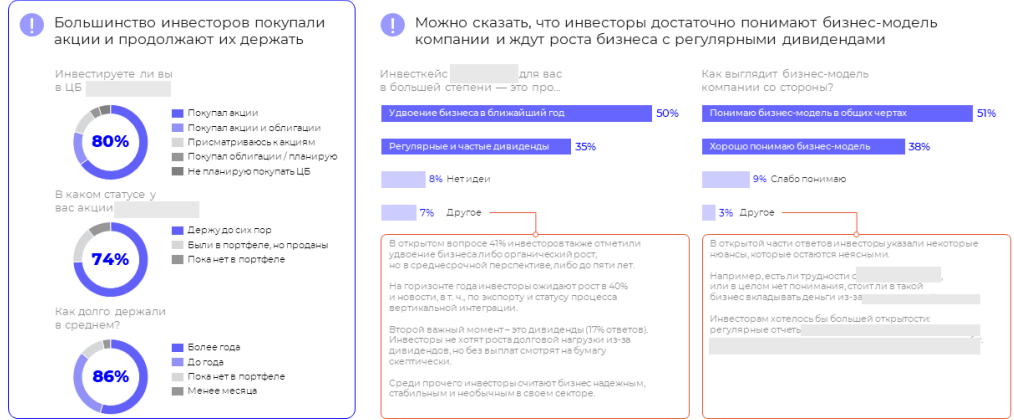 Большинство инвесторов покупали
акции и продолжают их держать
Инвестируете ли вы
в ЦБ
80%
Покупал акции
Покупал акции и облигации
Присматриваюсь к акциям
Покупал облигации / планирую
Не планирую покупать ЦБ
В каком статусе у
вас акции
74%
Держу до сих пор
Были в портфеле, но проданы
Пока нет в портфеле
Как долго держали
в среднем?
86%
Более года
До года
Пока нет в портфеле
Менее месяца
Можно сказать, что инвесторы достаточно понимают бизнес-модель
компании и ждут роста бизнеса с регулярными дивидендами
Инвесткейс для вас
в большей степени — это про...
Удвоение бизнеса в ближайший год 50%
Регулярные и частые дивиденды 35%
8% Нет идеи
7% Другое
В открытом вопросе 41% инвесторов также отметили
удвоение бизнеса либо органический рост,
но в среднесрочной перспективе, либо до пяти лет.
На горизонте года инвесторы ожидают рост в 40%
и новости, в т. ч., по экспорту и статусу процесса
вертикальной интеграции.
Второй важный момент – это дивиденды (17% ответов).
Инвесторы не хотят роста долговой нагрузки из-за
дивидендов, но без выплат смотрят на бумагу
скептически.
Среди прочего инвесторы считают бизнес надежным,
стабильным и необычным в своем секторе.
Как выглядит бизнес-модель
компании со стороны?
Понимаю бизнес-модель в общих чертах 51%
Хорошо понимаю бизнес-модель 38%
9% Слабо понимаю
3% Другое
В открытой части ответов инвесторы указали некоторые
нюансы, которые остаются неясными.
Например, есть ли трудности с ,
или в целом нет понимания, стоит ли в такой
бизнес вкладывать деньги из-за
Инвесторам хотелось бы большей открытости:
регулярные отчеты